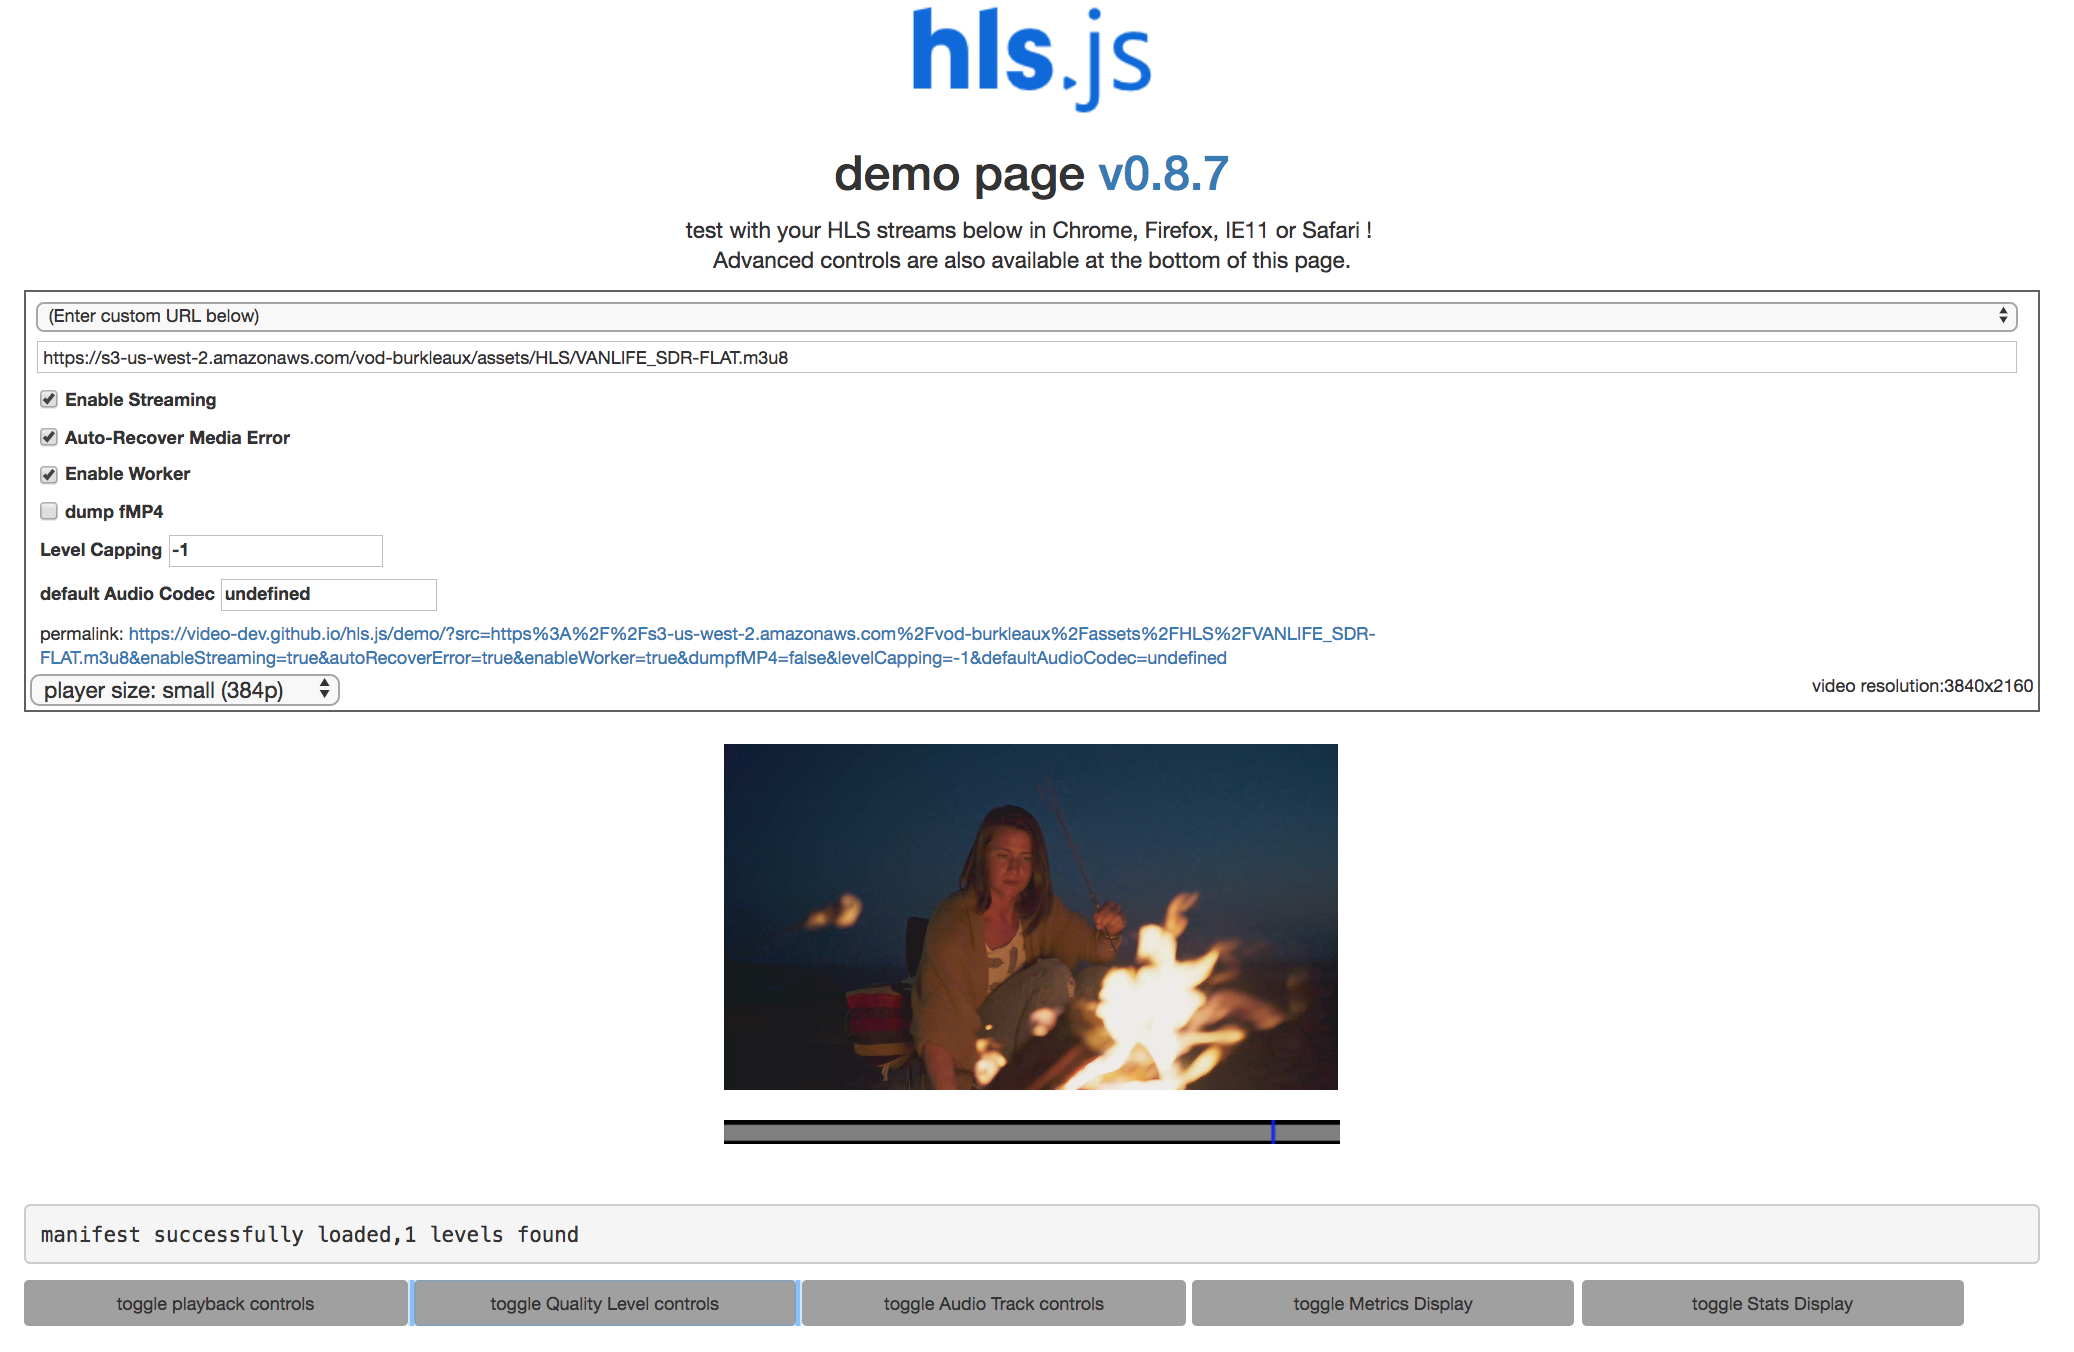 hls.js
demo page v0.8.7
test with your HLS streams below in Chrome, Firefox, IE11 or Safari !
Advanced controls are also available at the bottom of this page.
(Enter custom URL below)
https://s3-us-west-2.amazonaws.com/vod-burkleaux/assets/HLS/VANLIFE_SDR-FLAT.m3u8
Enable Streaming
Auto-Recover Media Error
Enable Worker
dump fMP4
Level Capping -1
default Audio Codec undefined
permalink: https://video-dev.github.io/hls.js/demo/?src=https%3A%2F%2Fs3-us-west-2.amazonaws.com%2Fvod-burkleaux%2Fassets%2FHLS%2FVANLIFE_SDR-
FLAT.m3u8&enableStreaming=true&autoRecoverError=true&enableWorker=true&dumpfMP4=false&levelCapping=-1&defaultAudioCodec=undefined
player size: small (384p) video resolution:3840x2160
manifest successfully loaded,1 levels found
toggle playback controls toggle Quality Level controls toggle Audio Track controls toggle Metrics Display toggle Stats Display